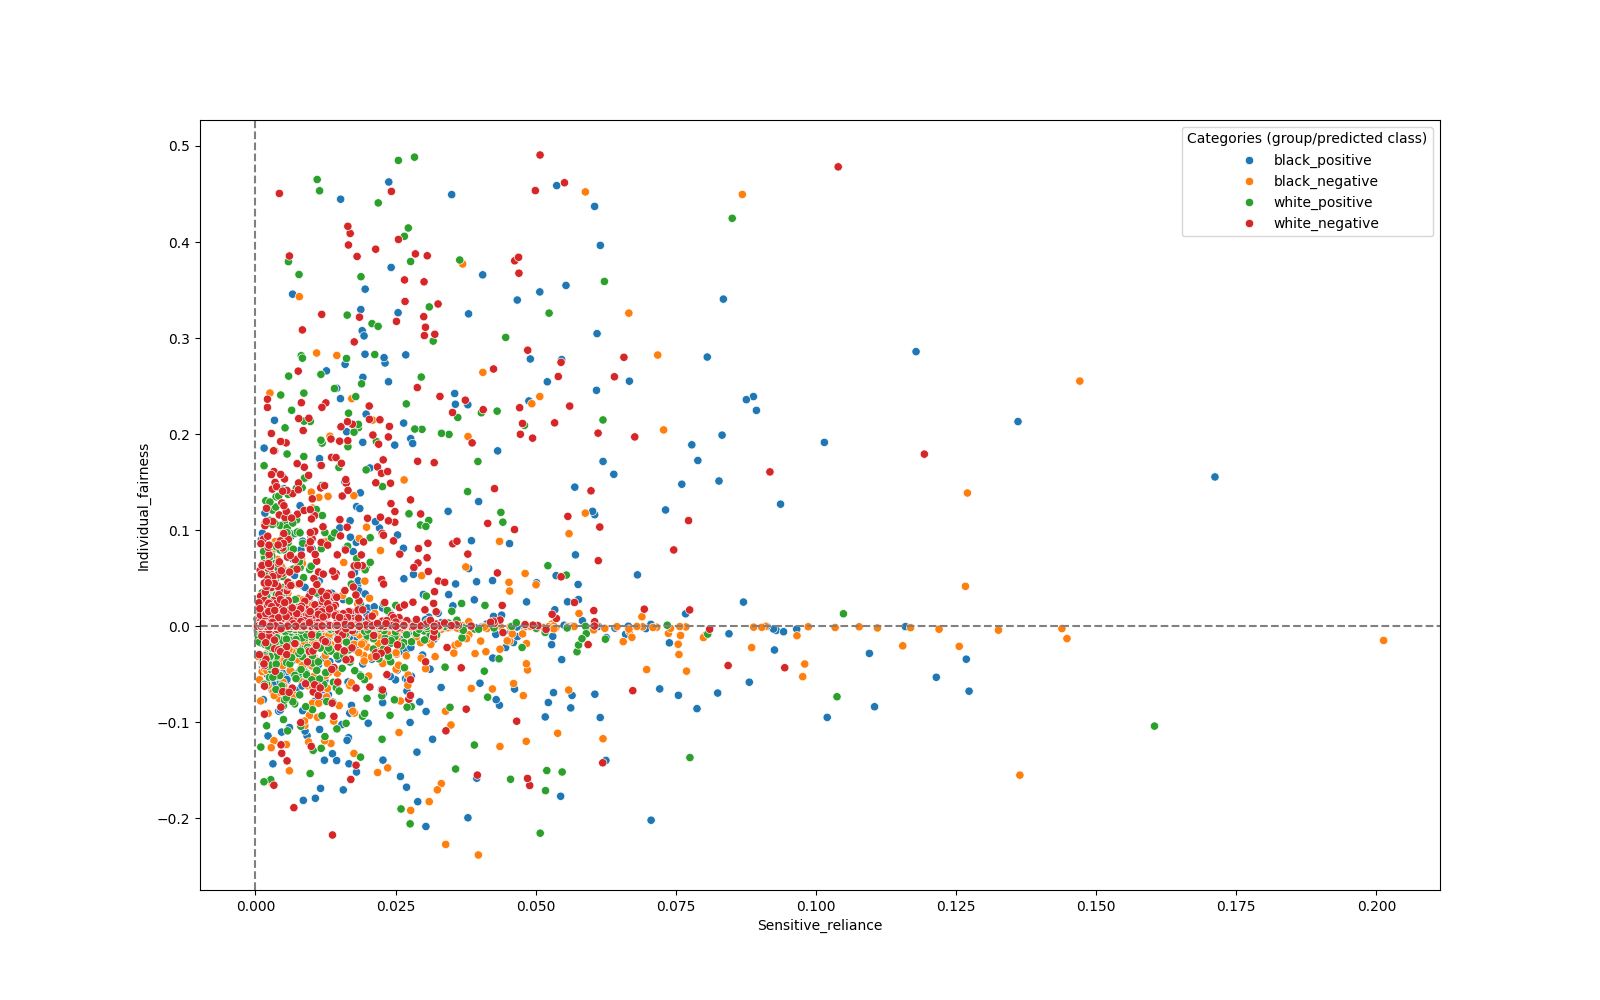 Categories (group/predicted class)
black_positive
black_negative
white_positive
white_negative
0.5
0.4
0.3
0.2
0.1
0.0
−0.1
−0.2
Individual_fairness
0.000
0.025
0.050
0.075
0.100
0.125
0.150
0.175
0.200
Sensitive_reliance